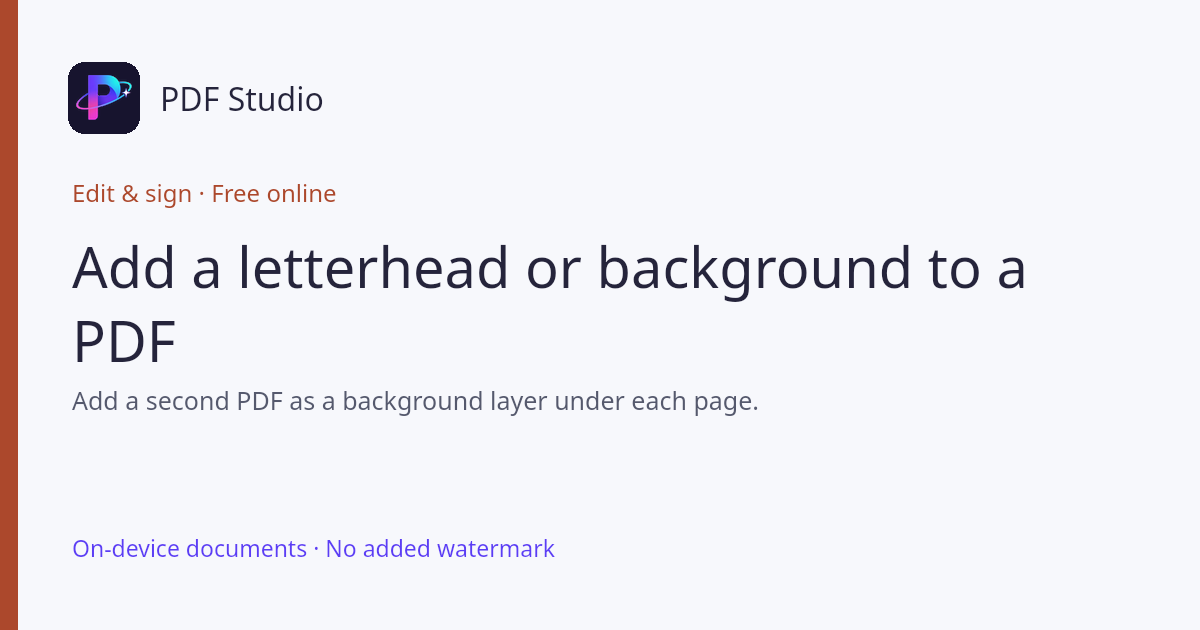 PDF Studio
Edit & sign · Free online
Add a letterhead or background to a
PDF
Add a second PDF as a background layer under each page.
On-device documents · No added watermark